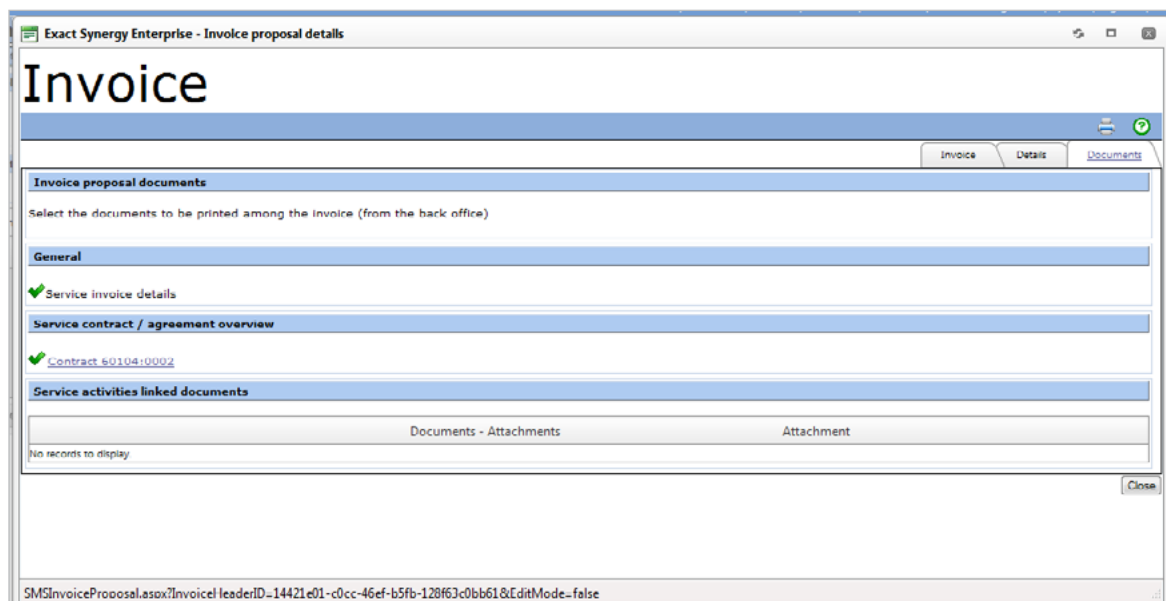 Exact Synergy Enterprise - Invoice proposal details
Invoice
Invoice Details Documents
Invoice proposal documents
Select the documents to be printed among the invoice (from the back office)
General
Service invoice details
Service contract / agreement overview
Contract 60104:0002
Service activities linked documents
Documents - Attachments Attachment
No records to display.
Close
SMSInvoiceProposal.aspx?InvoiceHeaderID=14421e01-c0cc-46ef-b5fb-128f63c0bb61&EditMode=false